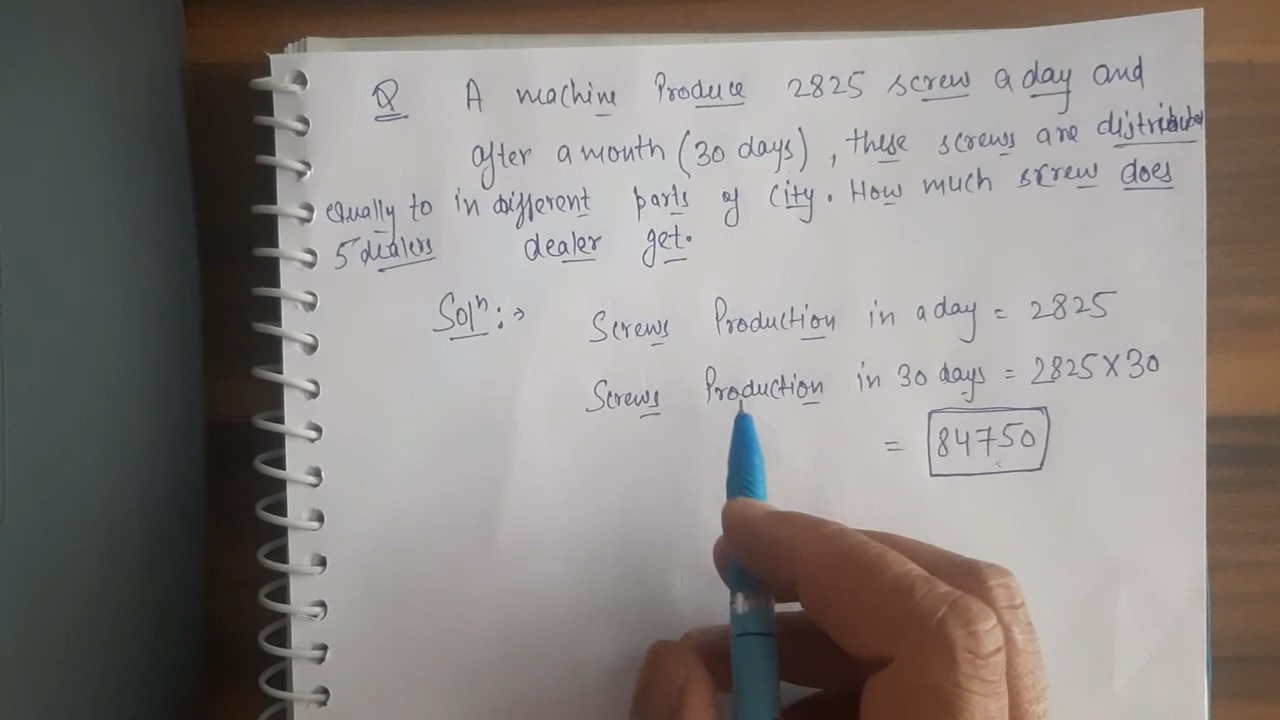 Q A machine Produce 2825 screw a day and
after a month (30 days), these screws are distribute
equally to in different parts of city. How much screw does
5 dealers dealer get.
Solⁿ:→ Screws Production in a day = 2825
Screws Production in 30 days = 2825×30
= 84750